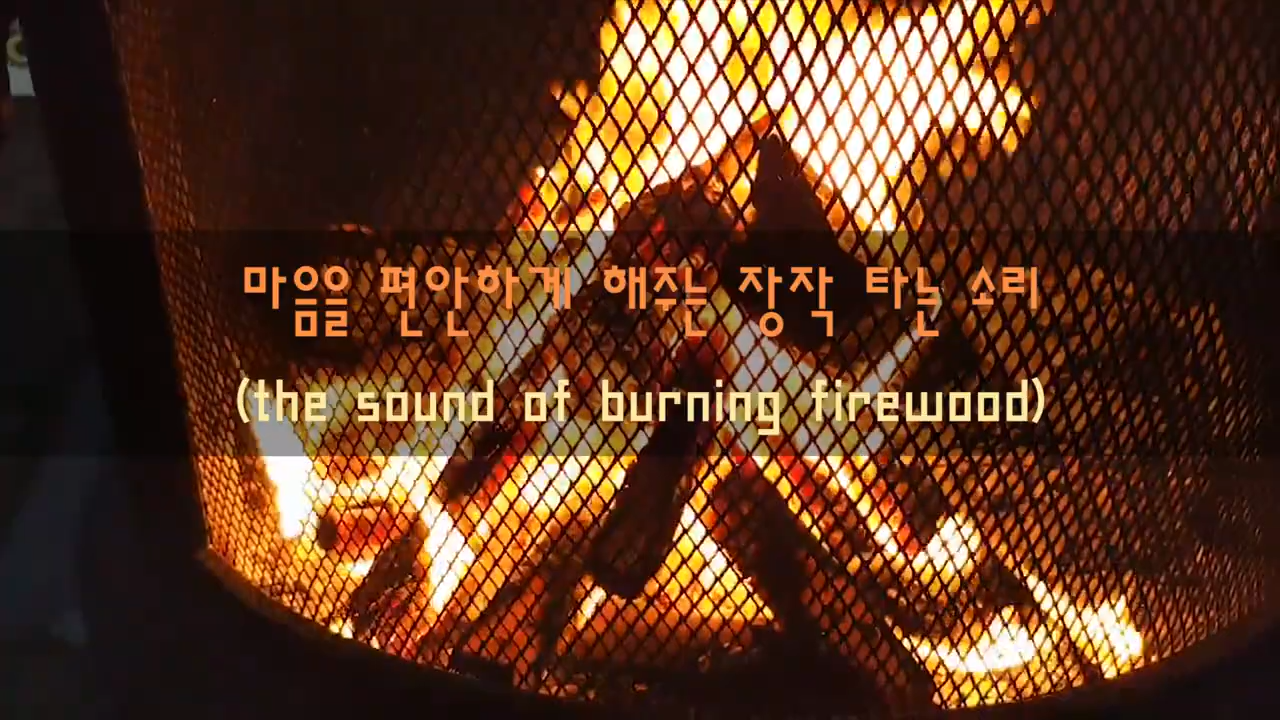 마음을 편안하게 해주는 장작 타는 소리
(the sound of burning firewood)